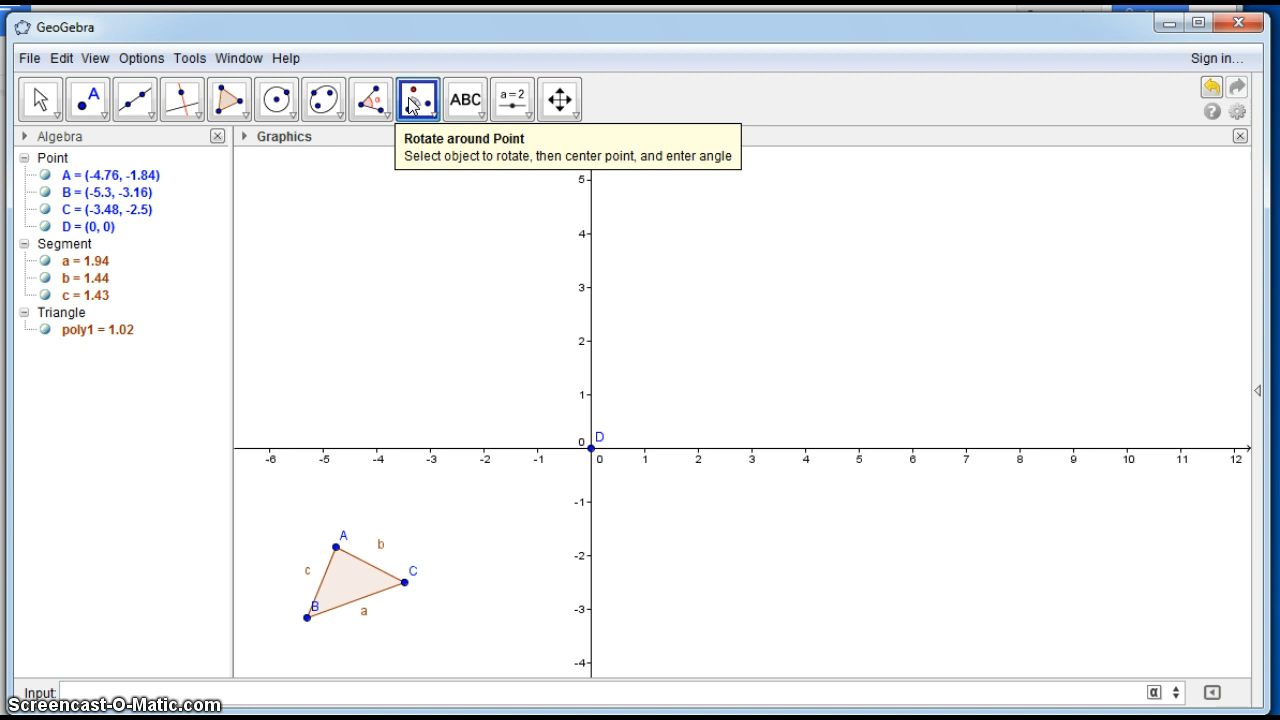 GeoGebra
File Edit View Options Tools Window Help
Sign in...
A
α
ABC
a=2
Algebra
Graphics
Rotate around Point
Select object to rotate, then center point, and enter angle
Point
A = (-4.76, -1.84)
B = (-5.3, -3.16)
C = (-3.48, -2.5)
D = (0, 0)
Segment
a = 1.94
b = 1.44
c = 1.43
Triangle
poly1 = 1.02
5
4
3
2
1
0
D
-6 -5 -4 -3 -2 -1 0 1 2 3 4 5 6 7 8 9 10 11 12
-1
-2
-3
-4
A
b
c
C
B
a
Input:
α
Screencast-O-Matic.com